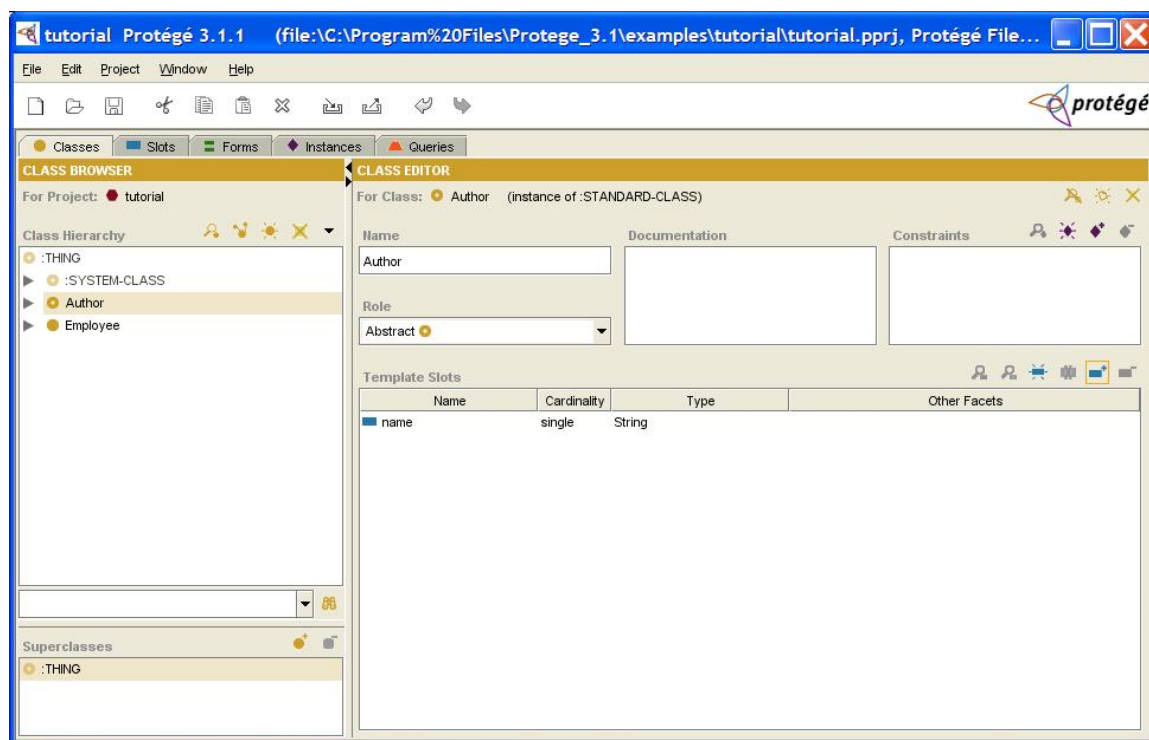 tutorial Protégé 3.1.1 (file:\C:\Program%20Files\Protege_3.1\examples\tutorial\tutorial.pprj, Protégé File...
File Edit Project Window Help
protégé
Classes Slots Forms Instances Queries
CLASS BROWSER
For Project: tutorial
Class Hierarchy
:THING
:SYSTEM-CLASS
Author
Employee
Superclasses
:THING
CLASS EDITOR
For Class: Author (instance of :STANDARD-CLASS)
Name Documentation Constraints
Author
Role
Abstract
Template Slots
Name Cardinality Type Other Facets
name single String